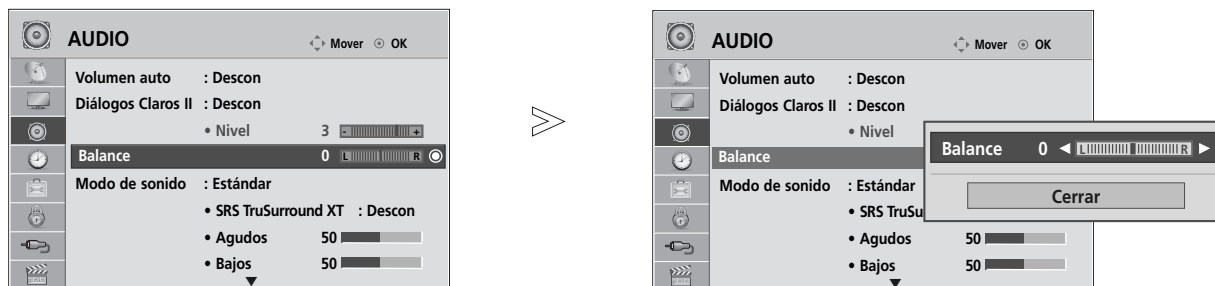 AUDIO Mover OK
Volumen auto : Descon
Diálogos Claros II : Descon
• Nivel 3 - +
Balance 0 L R
Modo de sonido : Estándar
• SRS TruSurround XT : Descon
• Agudos 50
• Bajos 50
AUDIO Mover OK
Volumen auto : Descon
Diálogos Claros II : Descon
• Nivel
Balance
Balance 0 L R
Cerrar
Modo de sonido : Estándar
• SRS TruSu
• Agudos 50
• Bajos 50